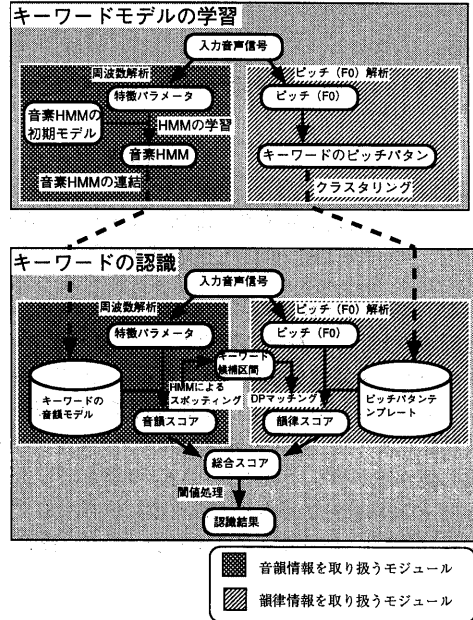 キーワードモデルの学習
入力音声信号
周波数解析
ピッチ（F0）解析
特徴パラメータ
ピッチ（F0）
音素HMMの
初期モデル
HMMの学習
音素HMM
キーワードのピッチパタン
音素HMMの連結
クラスタリング
キーワードの認識
入力音声信号
周波数解析
ピッチ（F0）解析
特徴パラメータ
ピッチ（F0）
キーワード
候補区間
キーワードの
音韻モデル
HMMによる
スポッティング
DPマッチング
ピッチパタンテ
ンプレート
音韻スコア
韻律スコア
総合スコア
閾値処理
認識結果
音韻情報を取り扱うモジュール
韻律情報を取り扱うモジュール